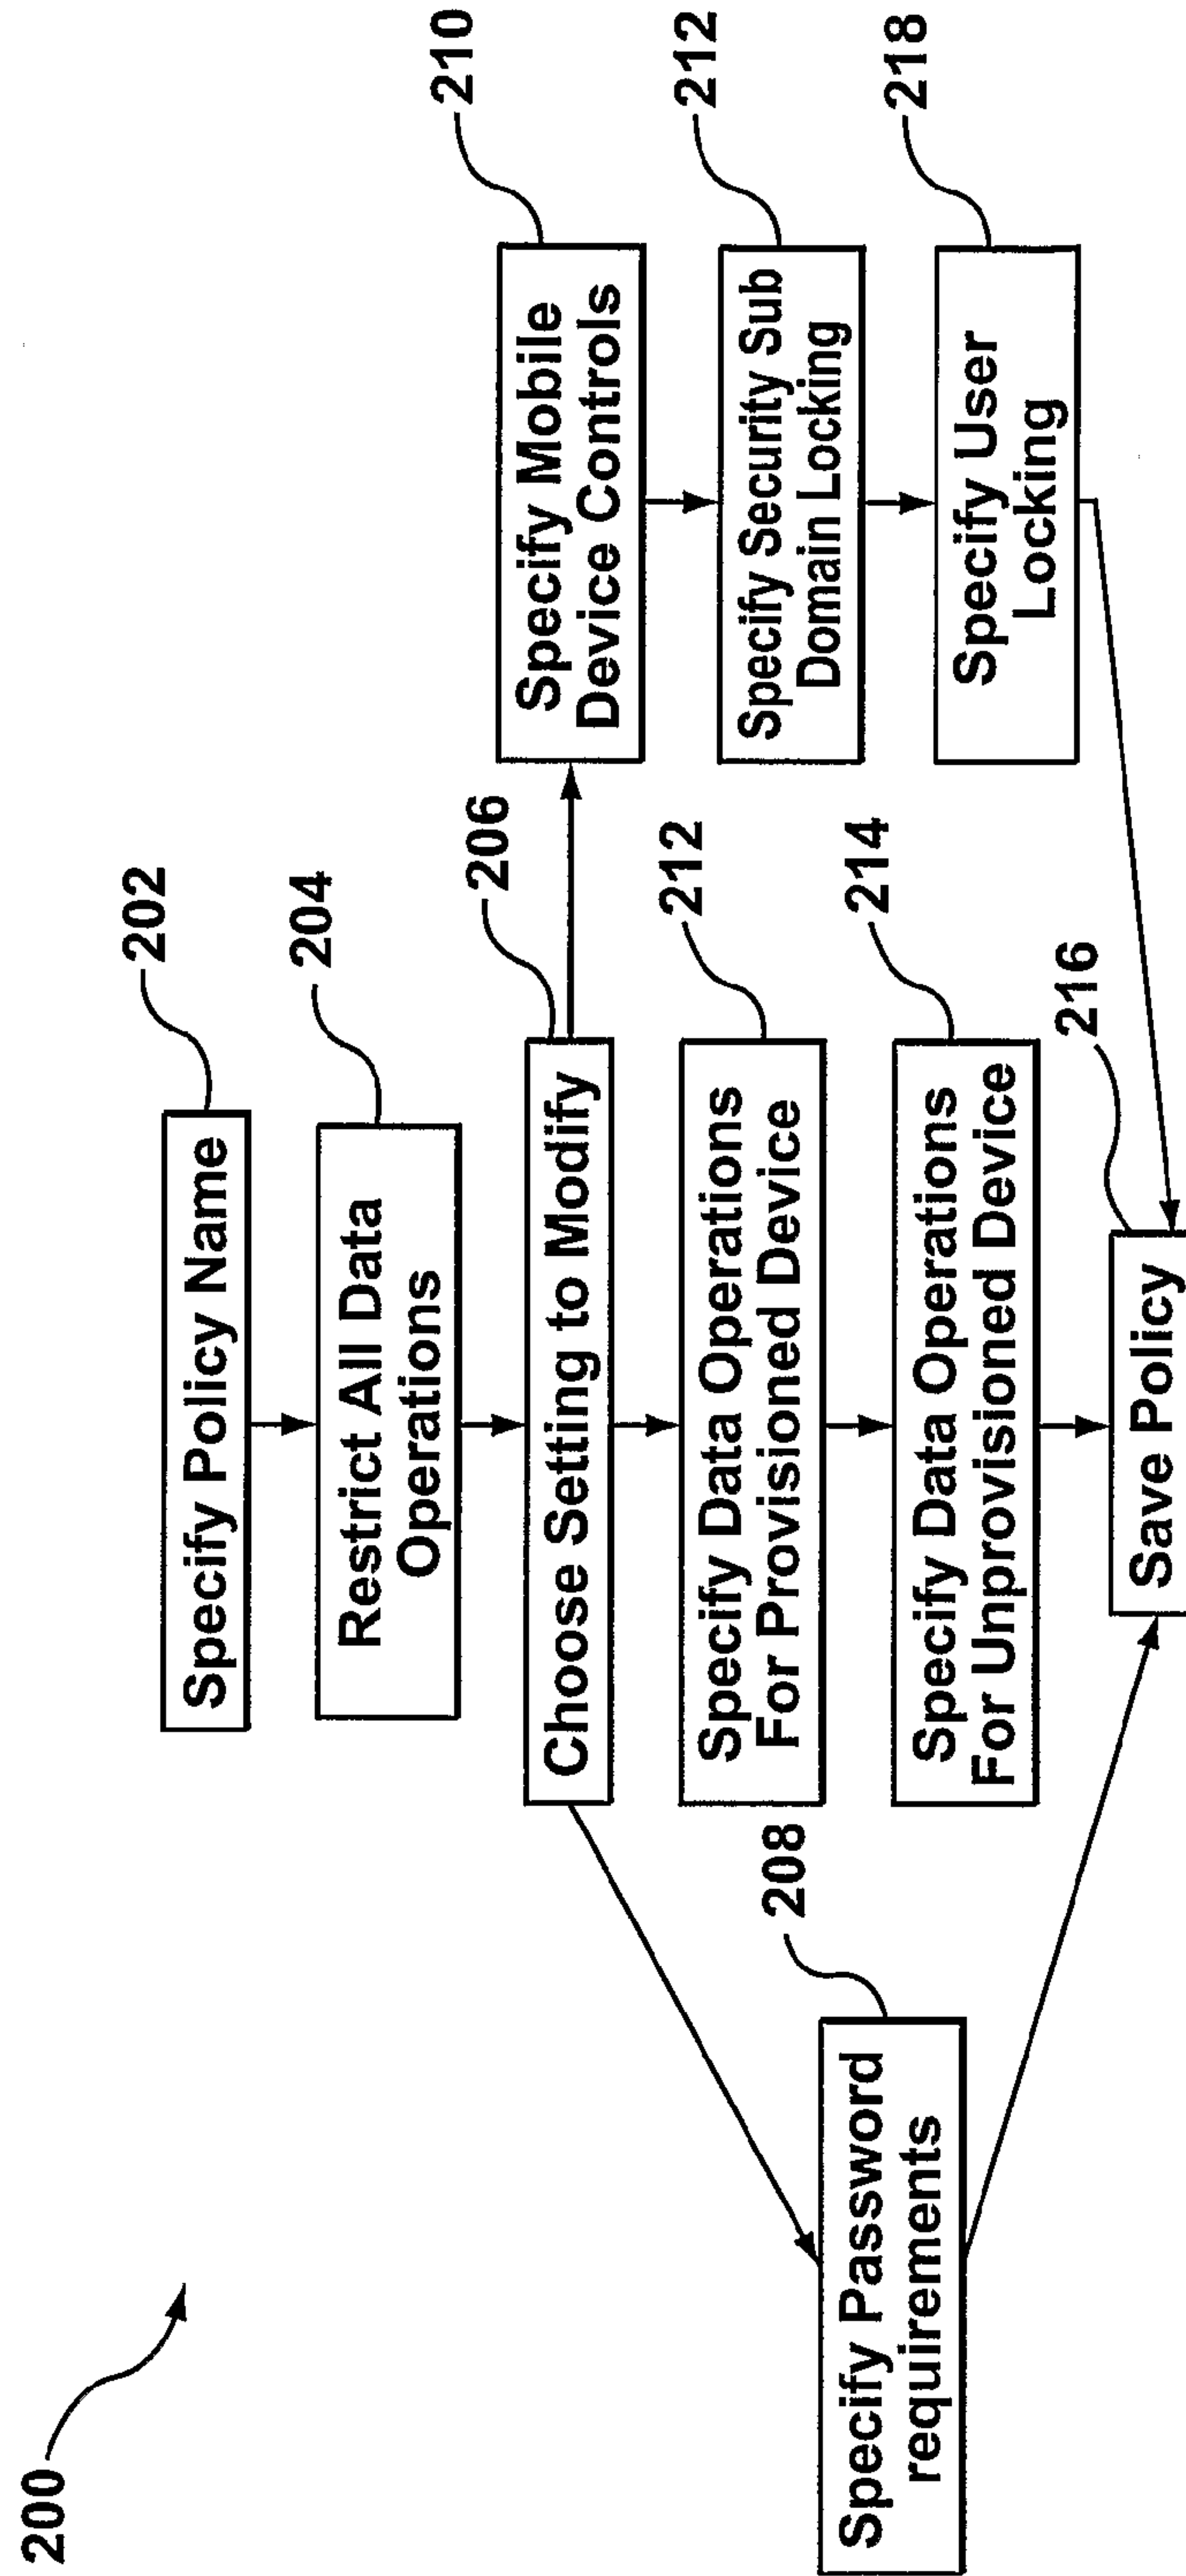 200
Specify Policy Name
202
Restrict All Data
Operations
204
Choose Setting to Modify
206
Specify Mobile
Device Controls
210
Specify Data Operations
For Provisioned Device
212
Specify Security Sub
Domain Locking
212
Specify Password
requirements
208
Specify Data Operations
For Unprovisioned Device
214
Specify User
Locking
218
Save Policy
216